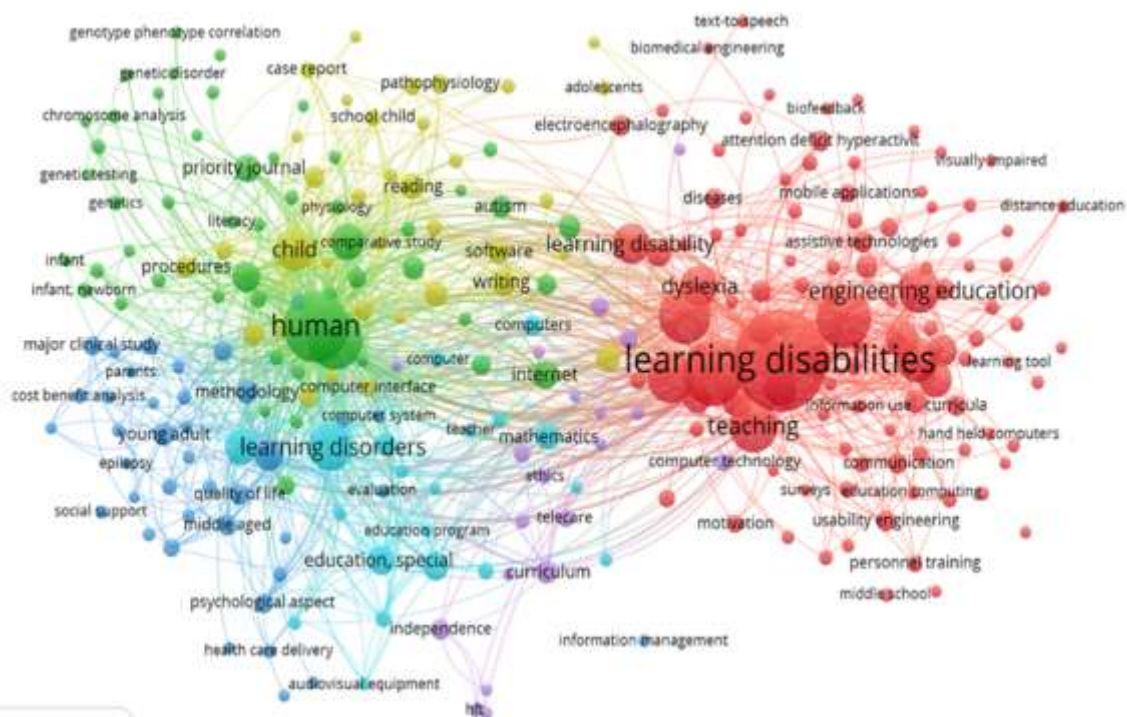 text-to-speech
genotype phenotype correlation
biomedical engineering
case report
genetic disorder
pathophysiology
adolescents
biofeedback
chromosome analysis
school child
electroencephalography
attention deficit hyperactivit
visually impaired
priority journal
genetic testing
reading
diseases
mobile applications
genetics
physiology
autism
distance education
literacy
child
comparative study
software
learning disability
assistive technologies
infant
procedures
writing
dyslexia
engineering education
infant, newborn
human
computers
major clinical study
computer
learning disabilities
learning tool
parents
internet
cost benefit analysis
methodology
computer interface
information use
curricula
computer system
teacher
teaching
young adult
learning disorders
mathematics
hand held computers
epilepsy
computer technology
communication
ethics
quality of life
evaluation
surveys
education computing
social support
middle aged
telecare
motivation
usability engineering
education program
education, special
curriculum
personnel training
psychological aspect
middle school
independence
information management
health care delivery
audiovisual equipment
hft